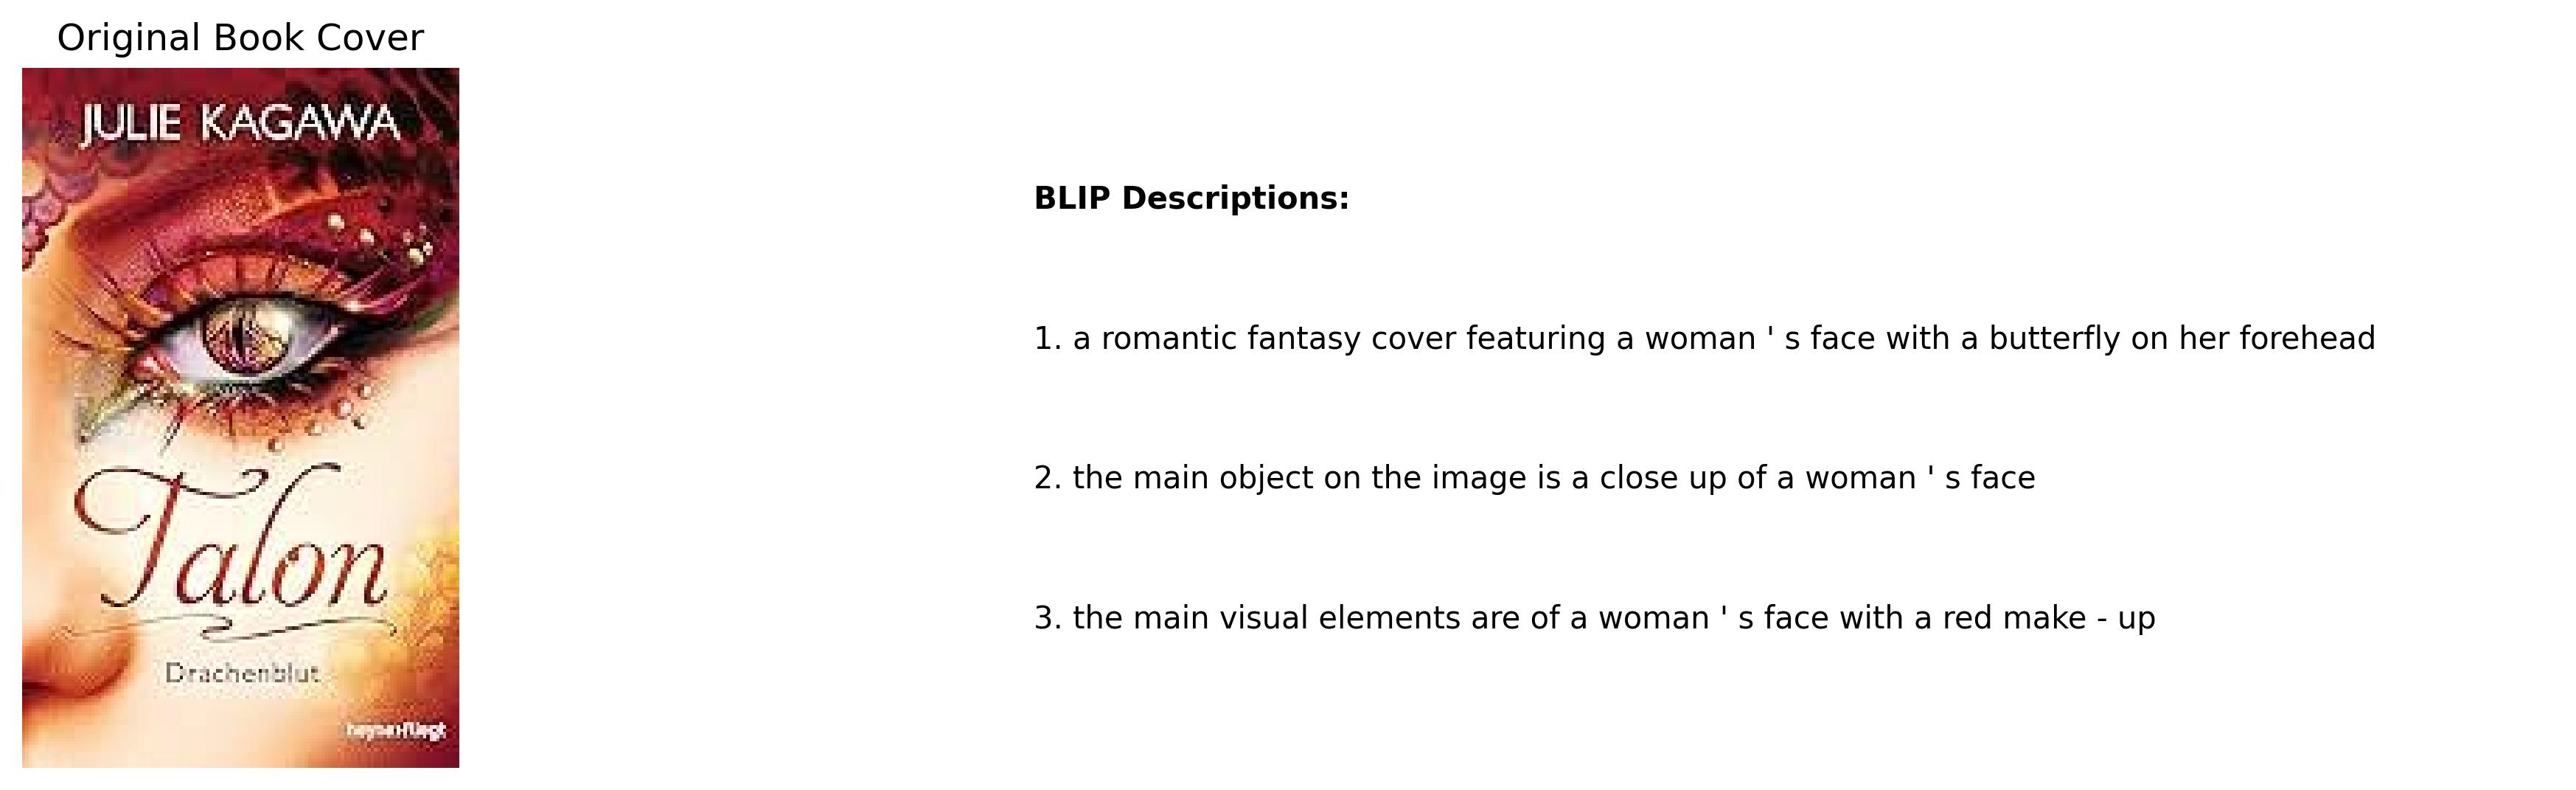 Original Book Cover
JULIE KAGAWA
Talon
Drachenblut
heyne›fliegt
BLIP Descriptions:
1. a romantic fantasy cover featuring a woman ' s face with a butterfly on her forehead
2. the main object on the image is a close up of a woman ' s face
3. the main visual elements are of a woman ' s face with a red make - up